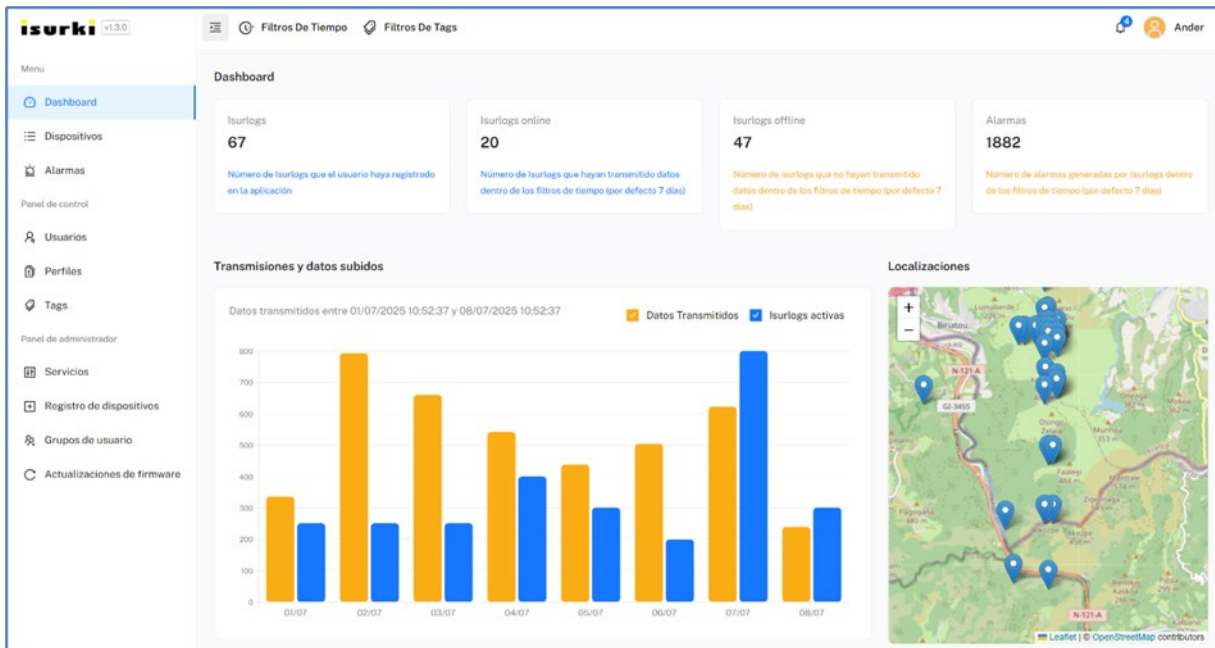 isurki v1.3.0
Filtros De Tiempo Filtros De Tags
4
Ander
Menu
Dashboard
Dispositivos
Alarmas
Panel de control
Usuarios
Perfiles
Tags
Panel de administrador
Servicios
Registro de dispositivos
Grupos de usuario
Actualizaciones de firmware
Dashboard
Isurlogs
67
Número de Isurlogs que el usuario haya registrado
en la aplicación
Isurlogs online
20
Número de Isurlogs que hayan transmitido datos
dentro de los filtros de tiempo (por defecto 7 días)
Isurlogs offline
47
Número de Isurlogs que no hayan transmitido
datos dentro de los filtros de tiempo (por defecto 7
días)
Alarmas
1882
Número de alarmas generadas por Isurlogs dentro
de los filtros de tiempo (por defecto 7 días)
Transmisiones y datos subidos
Datos transmitidos entre 01/07/2025 10:52:37 y 08/07/2025 10:52:37
Datos Transmitidos Isurlogs activas
800
700
600
500
400
300
200
100
0
01/07 02/07 03/07 04/07 05/07 06/07 07/07 08/07
Localizaciones
+
−
Biriatou
N-121-A
GI-3455
Osingo
Zelaia
Faalegi
484 m
Pagogaña
480 m
N-121-A
Leaflet | © OpenStreetMap contributors